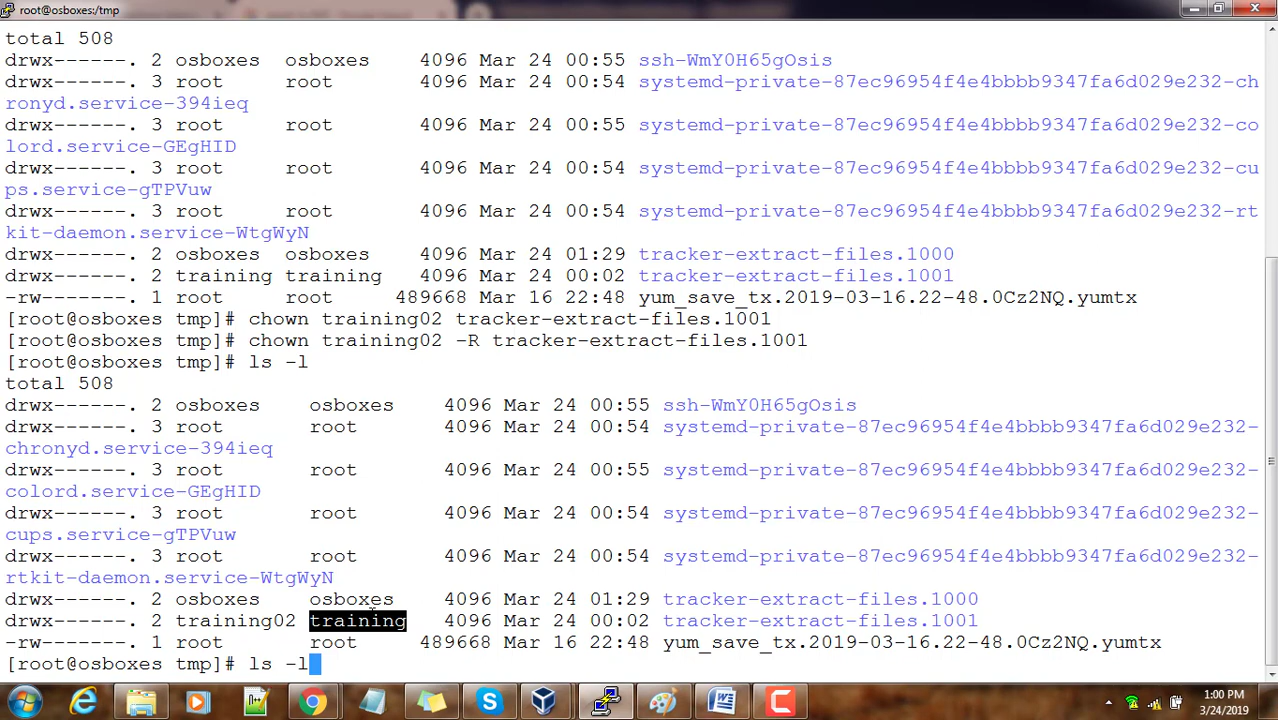 root@osboxes:/tmp
total 508
drwx------. 2 osboxes  osboxes    4096 Mar 24 00:55 ssh-WmY0H65gOsis
drwx------. 3 root     root       4096 Mar 24 00:54 systemd-private-87ec96954f4e4bbbb9347fa6d029e232-ch
ronyd.service-394ieq
drwx------. 3 root     root       4096 Mar 24 00:55 systemd-private-87ec96954f4e4bbbb9347fa6d029e232-co
lord.service-GEgHID
drwx------. 3 root     root       4096 Mar 24 00:54 systemd-private-87ec96954f4e4bbbb9347fa6d029e232-cu
ps.service-gTPVuw
drwx------. 3 root     root       4096 Mar 24 00:54 systemd-private-87ec96954f4e4bbbb9347fa6d029e232-rt
kit-daemon.service-WtgWyN
drwx------. 2 osboxes  osboxes    4096 Mar 24 01:29 tracker-extract-files.1000
drwx------. 2 training training   4096 Mar 24 00:02 tracker-extract-files.1001
-rw------. 1 root     root     489668 Mar 16 22:48 yum_save_tx.2019-03-16.22-48.0Cz2NQ.yumtx
[root@osboxes tmp]# chown training02 tracker-extract-files.1001
[root@osboxes tmp]# chown training02 -R tracker-extract-files.1001
[root@osboxes tmp]# ls -l
total 508
drwx------. 2 osboxes    osboxes    4096 Mar 24 00:55 ssh-WmY0H65gOsis
drwx------. 3 root       root       4096 Mar 24 00:54 systemd-private-87ec96954f4e4bbbb9347fa6d029e232-
chronyd.service-394ieq
drwx------. 3 root       root       4096 Mar 24 00:55 systemd-private-87ec96954f4e4bbbb9347fa6d029e232-
colord.service-GEgHID
drwx------. 3 root       root       4096 Mar 24 00:54 systemd-private-87ec96954f4e4bbbb9347fa6d029e232-
cups.service-gTPVuw
drwx------. 3 root       root       4096 Mar 24 00:54 systemd-private-87ec96954f4e4bbbb9347fa6d029e232-
rtkit-daemon.service-WtgWyN
drwx------. 2 osboxes    osboxes    4096 Mar 24 01:29 tracker-extract-files.1000
drwx------. 2 training02 training   4096 Mar 24 00:02 tracker-extract-files.1001
-rw------. 1 root       root     489668 Mar 16 22:48 yum_save_tx.2019-03-16.22-48.0Cz2NQ.yumtx
[root@osboxes tmp]# ls -l
1:00 PM
3/24/2019